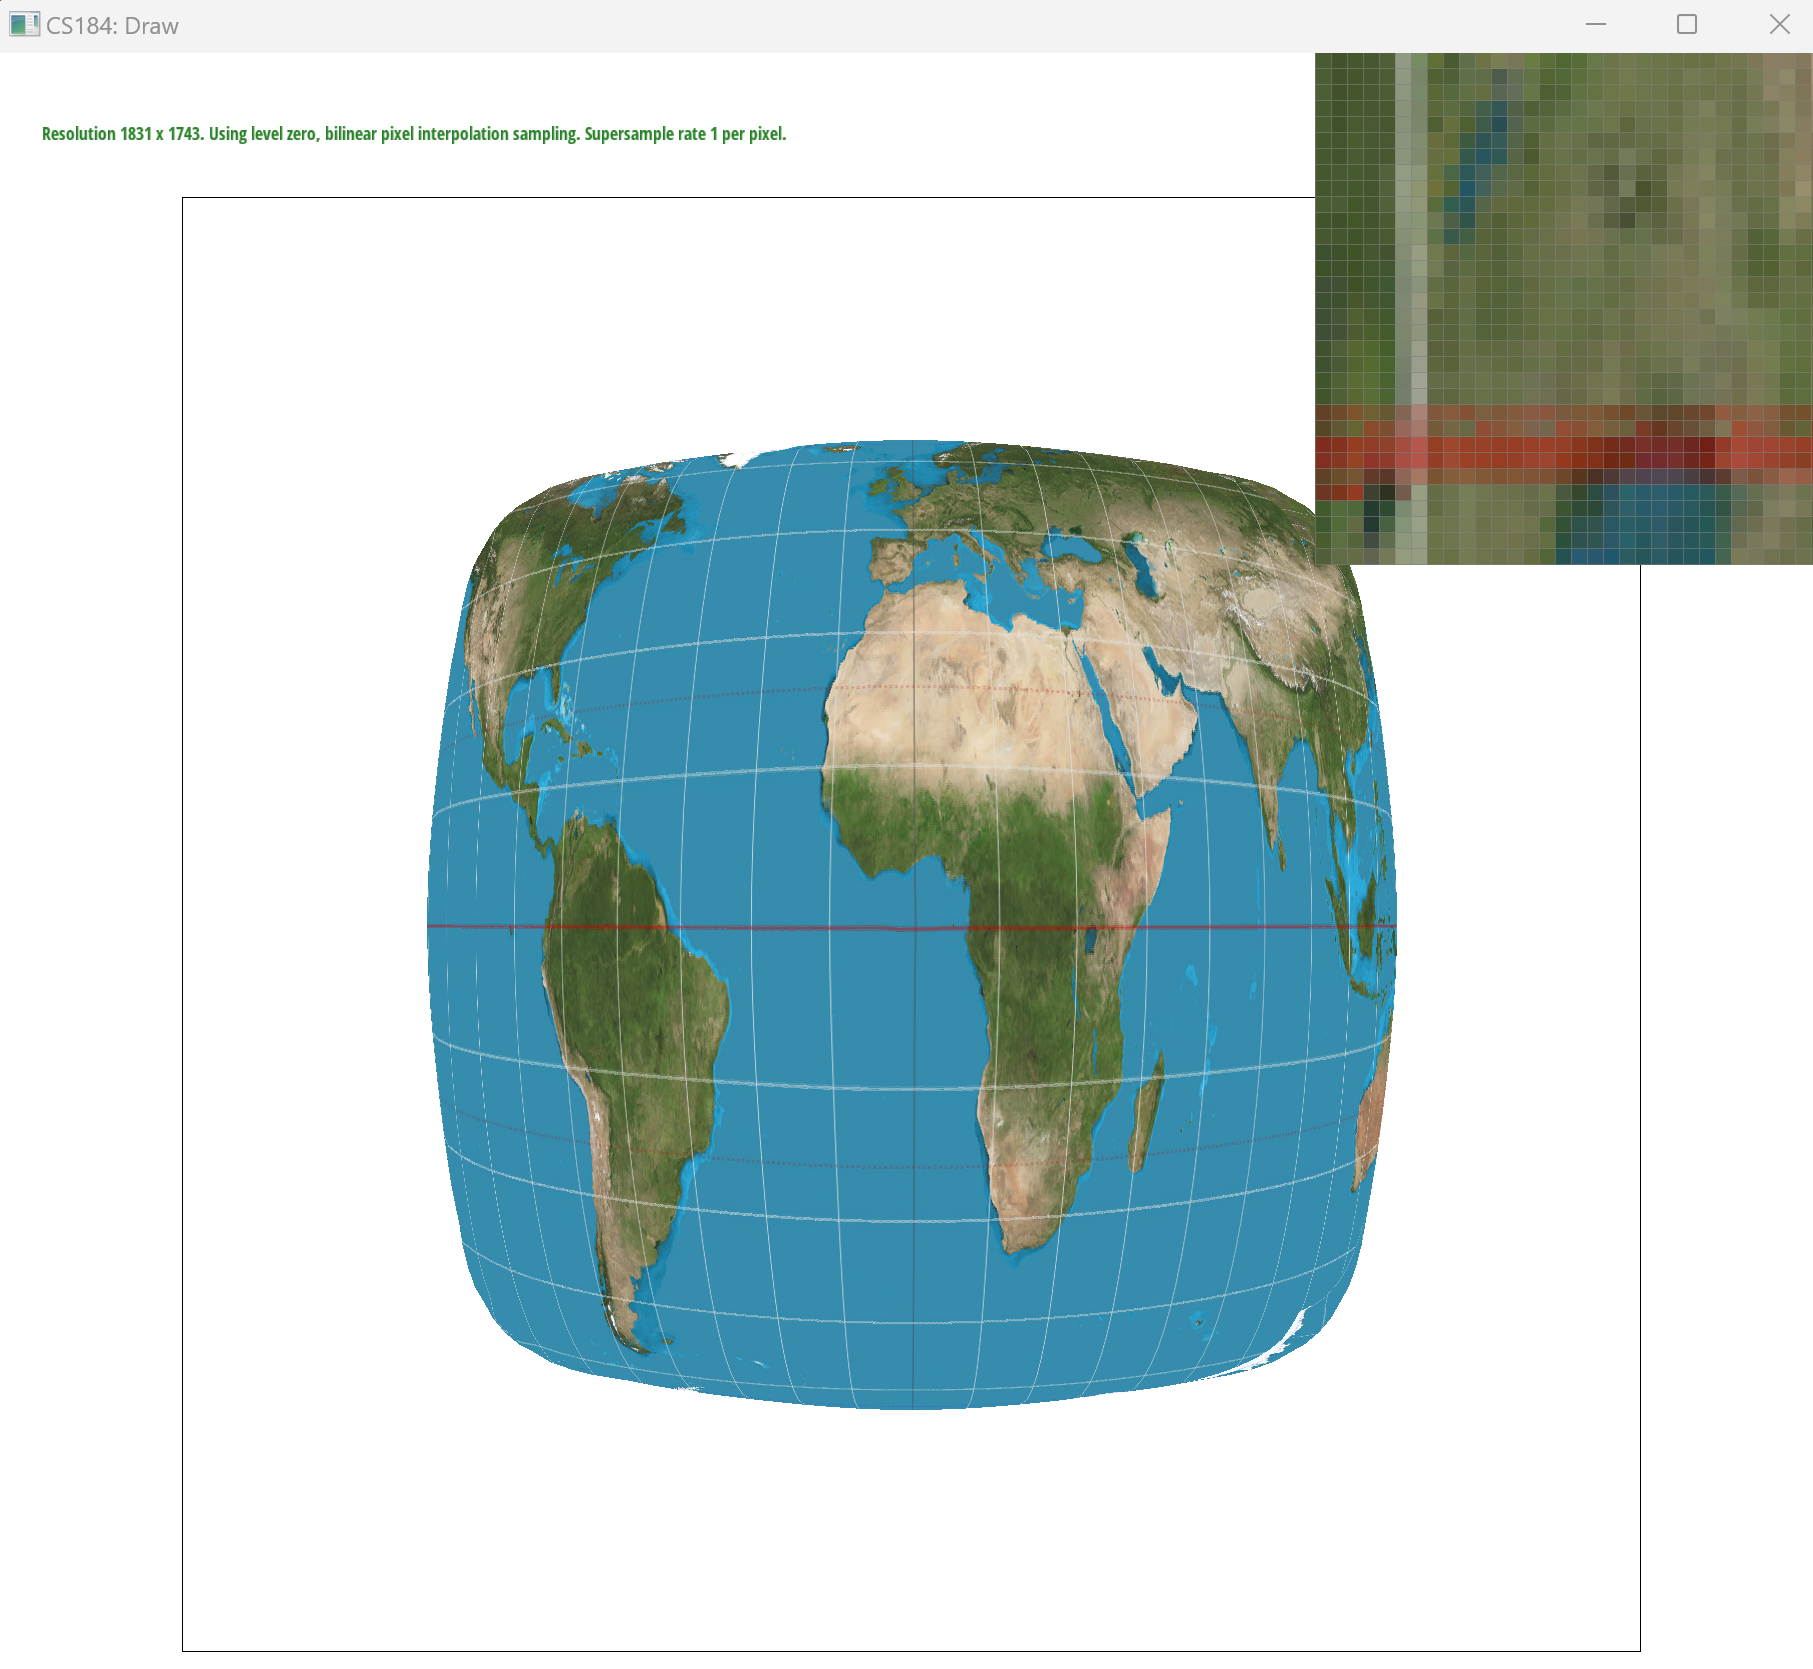 CS184: Draw
Resolution 1831 x 1743. Using level zero, bilinear pixel interpolation sampling. Supersample rate 1 per pixel.